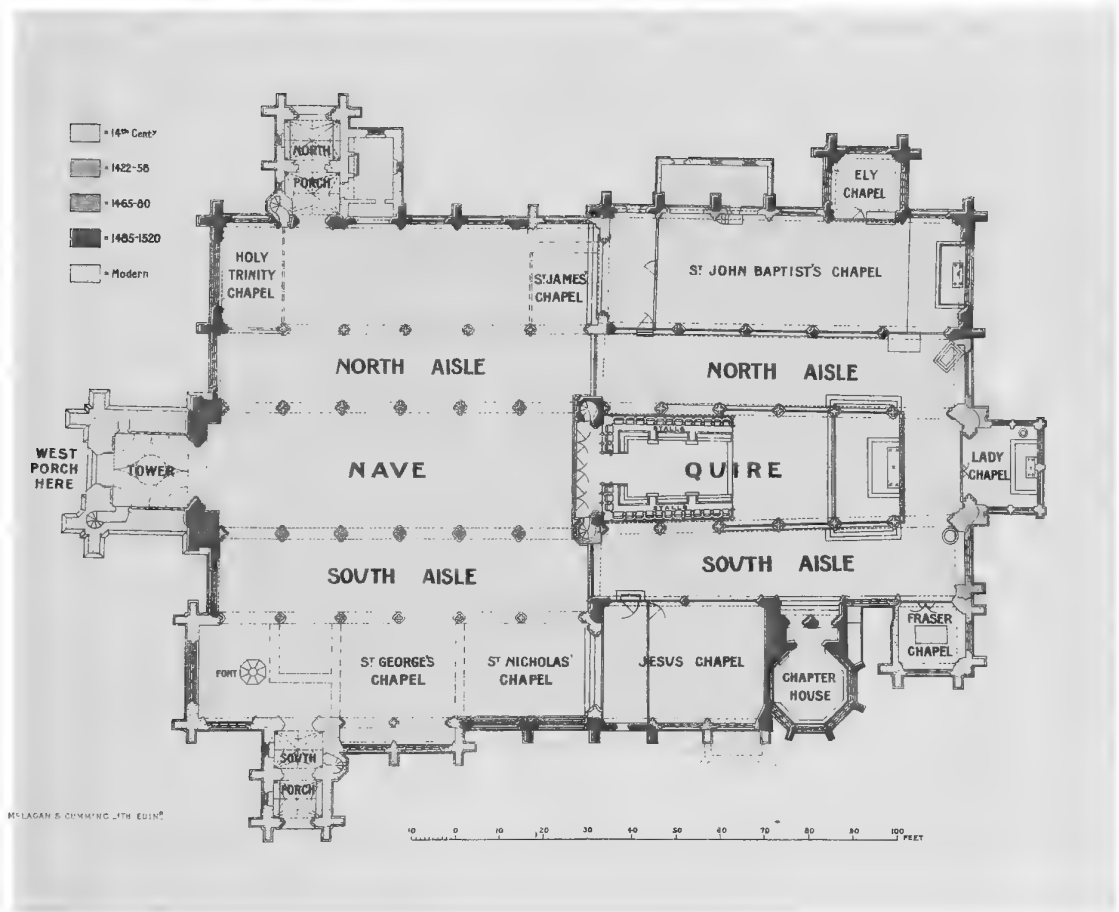 = 14th Centy
= 1422-58
= 1465-80
= 1485-1520
= Modern
NORTH
PORCH
ELY
CHAPEL
HOLY
TRINITY
CHAPEL
ST JAMES'
CHAPEL
ST JOHN BAPTIST'S CHAPEL
NORTH AISLE
NORTH AISLE
WEST
PORCH
HERE
TOWER
NAVE
STALLS
QUIRE
STALLS
LADY
CHAPEL
SOUTH AISLE
SOUTH AISLE
FONT
ST GEORGE'S
CHAPEL
ST NICHOLAS'
CHAPEL
JESUS CHAPEL
CHAPTER
HOUSE
FRASER
CHAPEL
SOUTH
PORCH
McLAGAN & CUMMING LITH EDINR
10 0 10 20 30 40 50 60 70 80 90 100
FEET